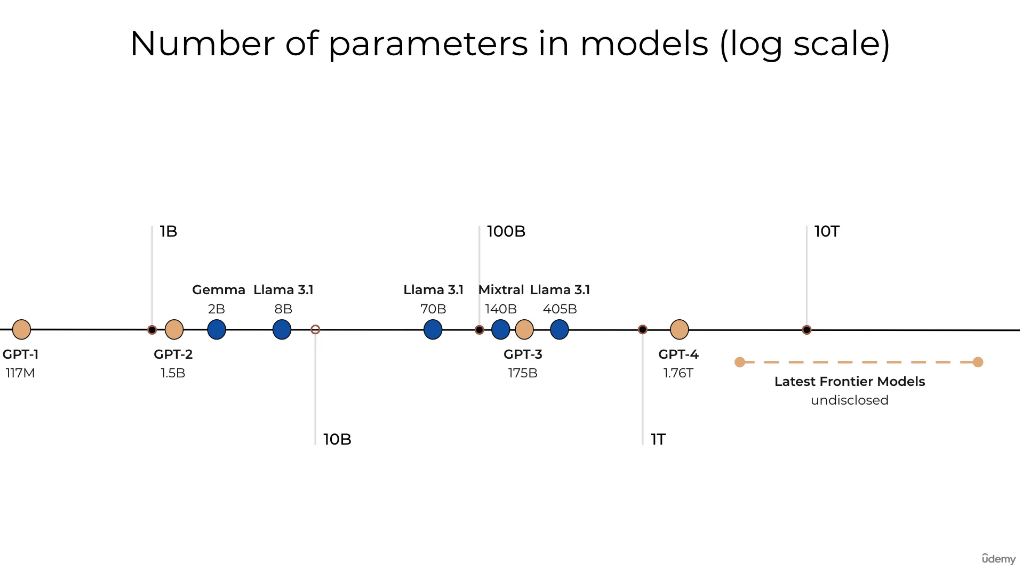 Number of parameters in models (log scale)
1B
100B
10T
Gemma
2B
Llama 3.1
8B
Llama 3.1
70B
Mixtral
140B
Llama 3.1
405B
GPT-1
117M
GPT-2
1.5B
GPT-3
175B
GPT-4
1.76T
Latest Frontier Models
undisclosed
10B
1T
ûdemy